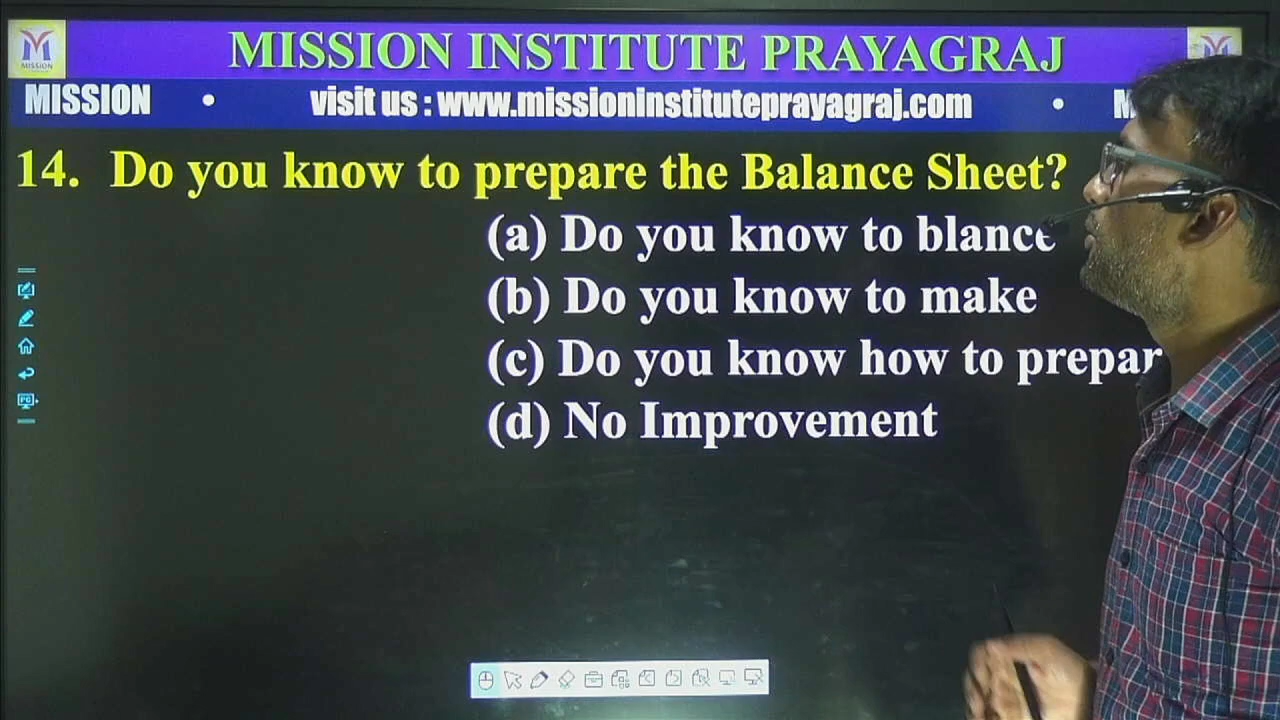 MISSION INSTITUTE PRAYAGRAJ
MISSION
MISSION • visit us : www.missioninstituteprayagraj.com •
14. Do you know to prepare the Balance Sheet?
(a) Do you know to blance
(b) Do you know to make
(c) Do you know how to prepar
(d) No Improvement